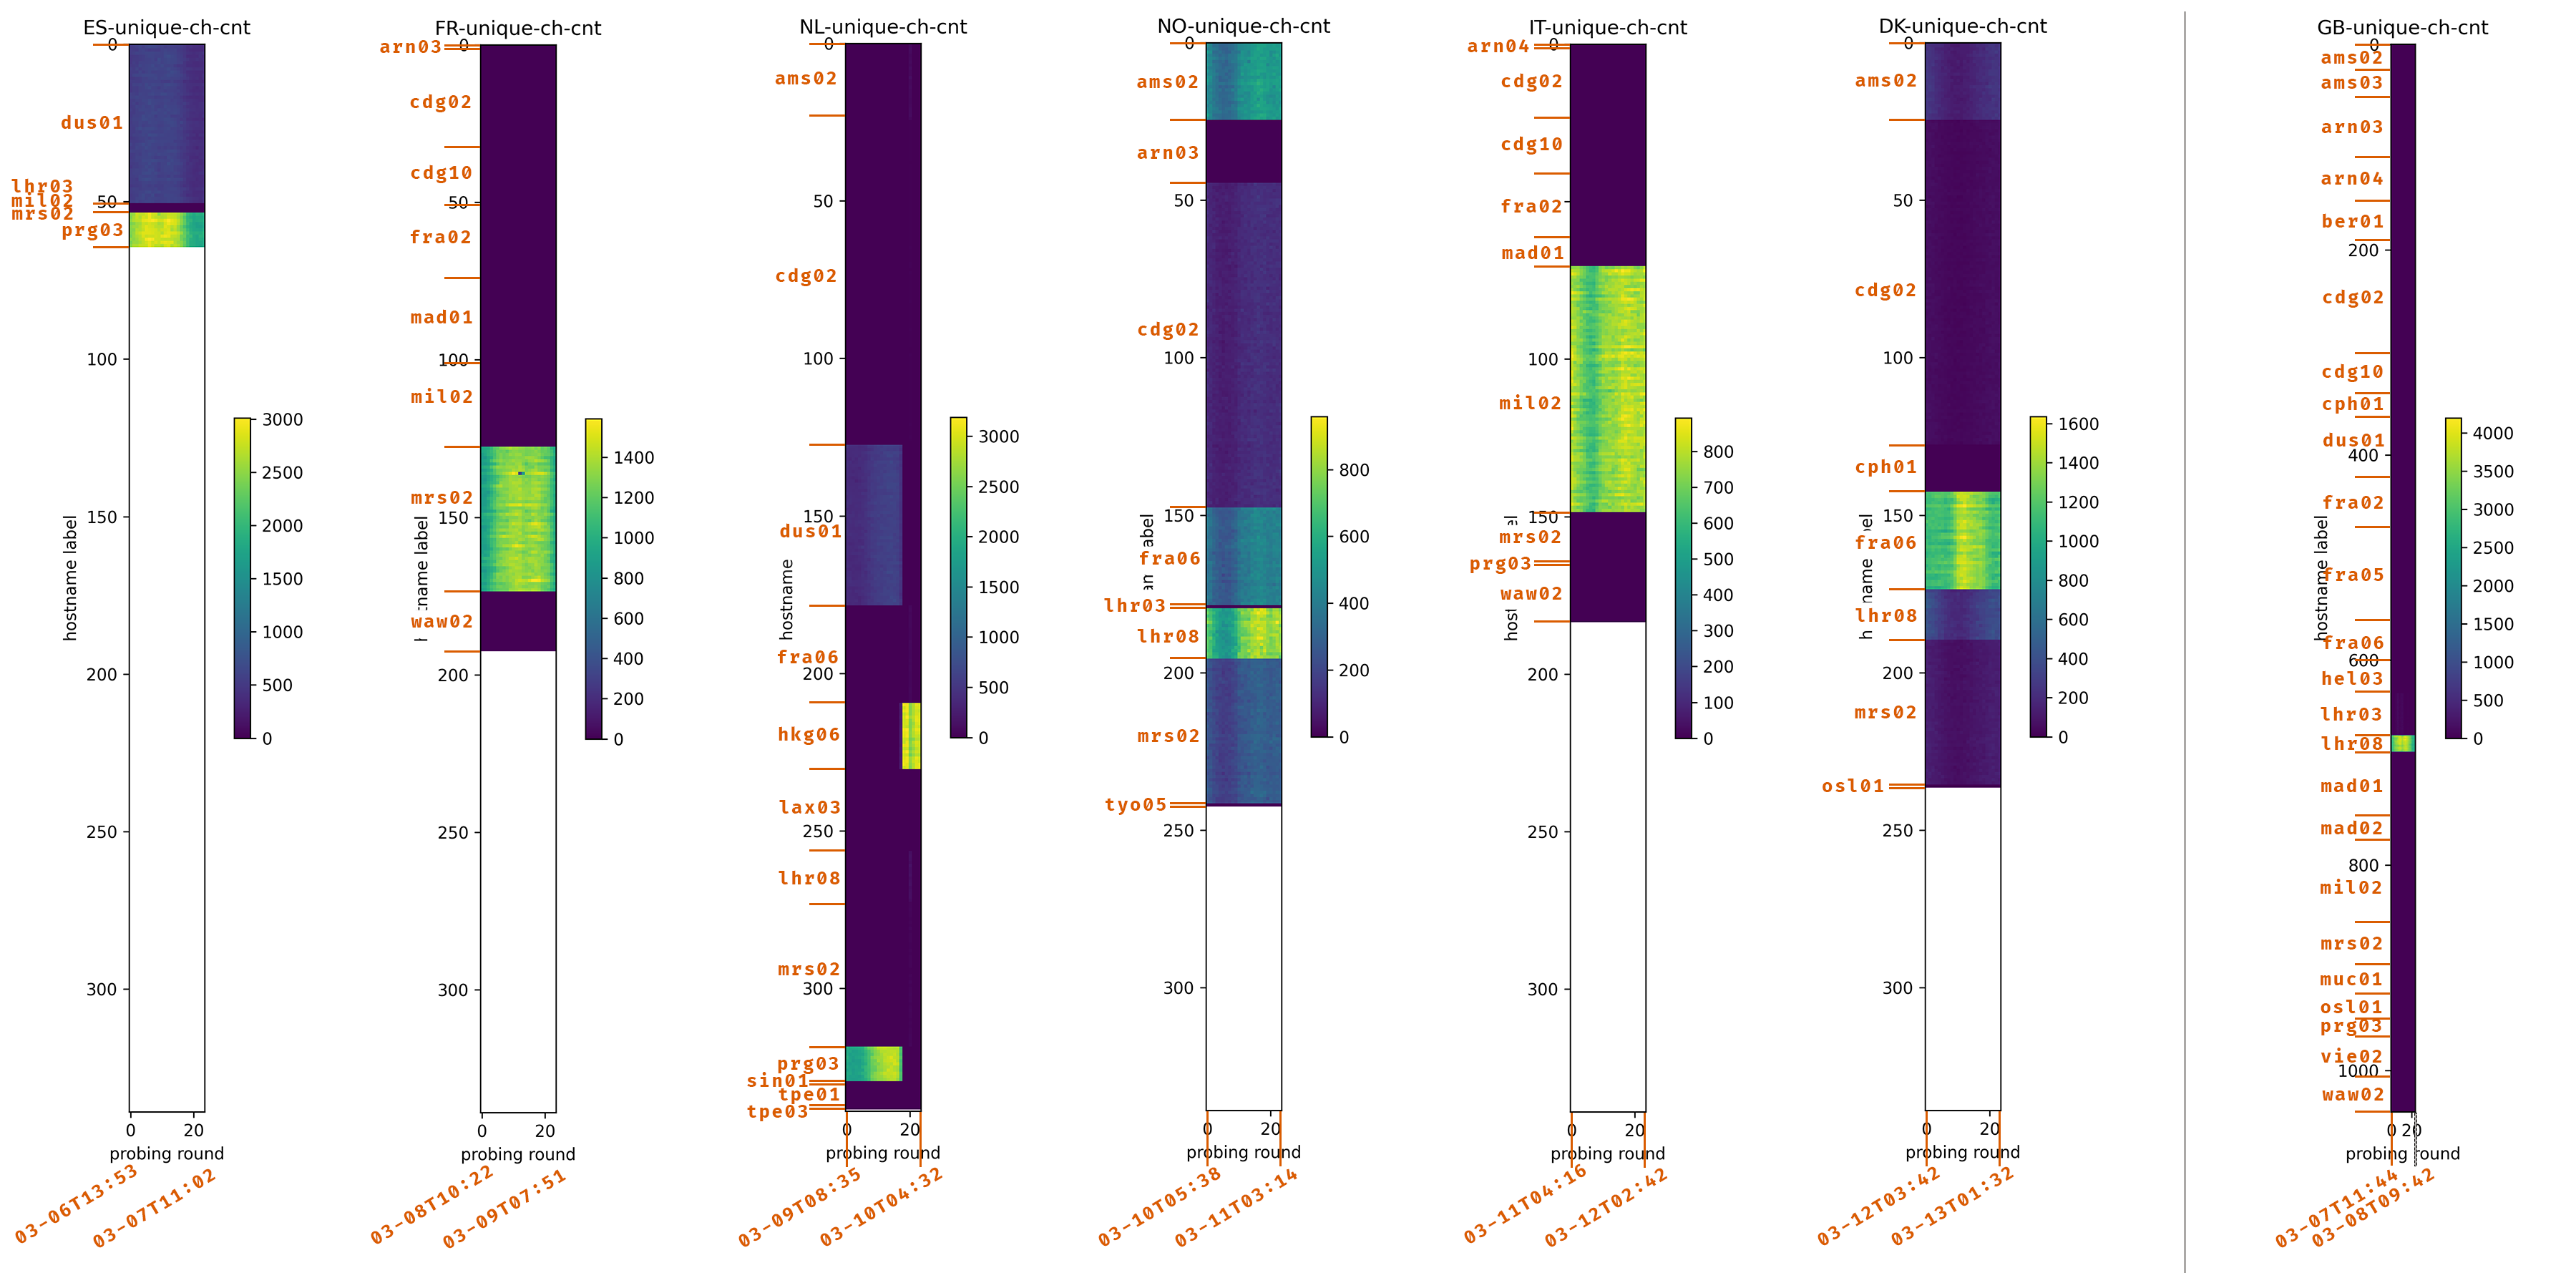 ES-unique-ch-cnt
0
dus01
lhr03
50
mil02
mrs02
prg03
100
150
200
250
300
hostname label
0 20
probing round
03-06T13:53
03-07T11:02
3000
2500
2000
1500
1000
500
0
FR-unique-ch-cnt
arn03
0
cdg02
cdg10
50
fra02
mad01
100
mil02
mrs02
150
waw02
200
250
300
name label
0 20
probing round
03-08T10:22
03-09T07:51
1400
1200
1000
800
600
400
200
0
NL-unique-ch-cnt
0
ams02
50
cdg02
100
150
dus01
fra06
200
hkg06
lax03
250
lhr08
mrs02
300
prg03
sin01
tpe01
tpe03
hostname
0 20
probing round
03-09T08:35
03-10T04:32
3000
2500
2000
1500
1000
500
0
NO-unique-ch-cnt
0
ams02
arn03
50
cdg02
100
150
fra06
lhr03
lhr08
200
mrs02
tyo05
250
300
abel
0 20
probing round
03-10T05:38
03-11T03:14
800
600
400
200
0
IT-unique-ch-cnt
arn04
0
cdg02
cdg10
fra02
mad01
100
mil02
150
mrs02
prg03
waw02
200
250
300
el
host
0 20
probing round
03-11T04:16
03-12T02:42
800
700
600
500
400
300
200
100
0
DK-unique-ch-cnt
0
ams02
50
cdg02
100
cph01
150
fra06
lhr08
200
mrs02
osl01
250
300
h name label
0 20
probing round
03-12T03:42
03-13T01:32
1600
1400
1200
1000
800
600
400
200
0
GB-unique-ch-cnt
0
ams02
ams03
arn03
arn04
ber01
200
cdg02
cdg10
cph01
dus01
400
fra02
fra05
fra06
600
hel03
lhr03
lhr08
mad01
mad02
800
mil02
mrs02
muc01
osl01
prg03
vie02
1000
waw02
hostname label
0 20
probing round
03-07T11:44
03-08T09:42
4000
3500
3000
2500
2000
1500
1000
500
0